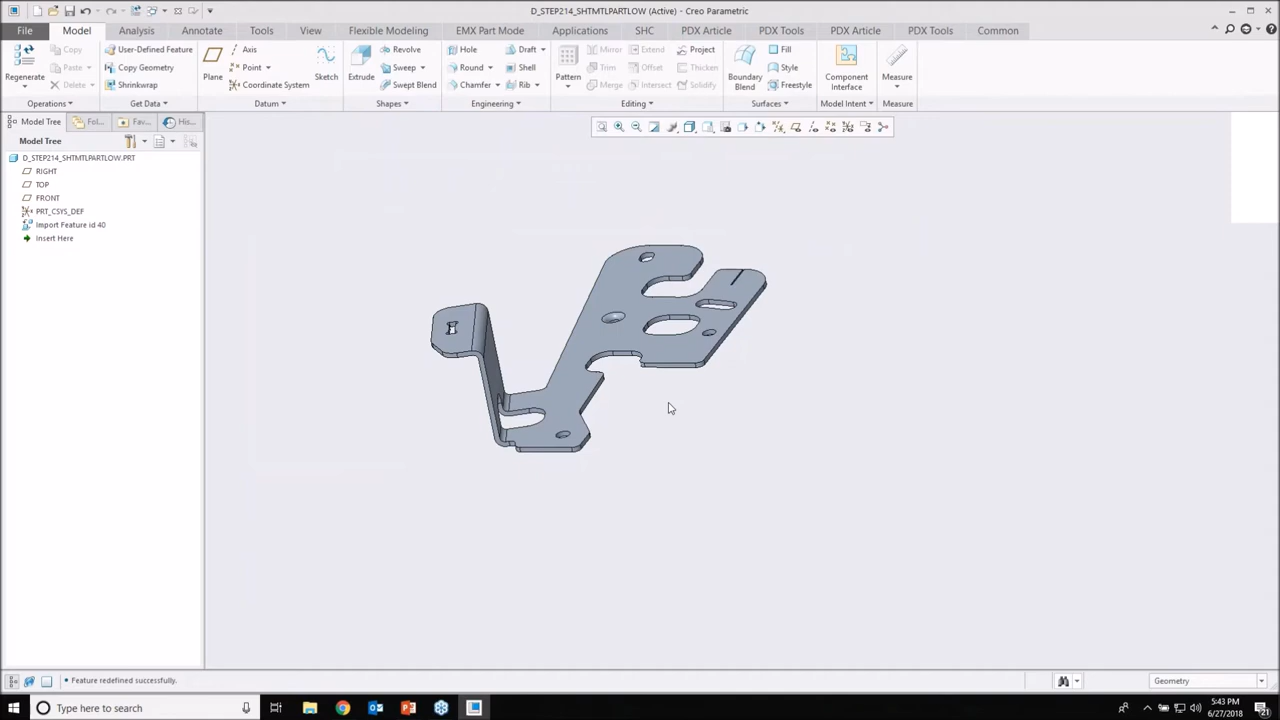 D_STEP214_SHTMTLPARTLOW (Active) - Creo Parametric
File Model Analysis Annotate Tools View Flexible Modeling EMX Part Mode Applications SHC PDX Article PDX Tools PDX Article PDX Tools Common
Regenerate
Copy
Paste
Delete
Operations
User-Defined Feature
Copy Geometry
Shrinkwrap
Get Data
Plane
Axis
Point
Coordinate System
Sketch
Datum
Extrude
Revolve
Sweep
Swept Blend
Shapes
Hole
Round
Chamfer
Draft
Shell
Rib
Engineering
Pattern
Mirror
Trim
Merge
Extend
Offset
Intersect
Project
Thicken
Solidify
Editing
Boundary
Blend
Fill
Style
Freestyle
Surfaces
Component
Interface
Model Intent
Measure
Measure
Model Tree
Fol...
Fav...
His...
Model Tree
D_STEP214_SHTMTLPARTLOW.PRT
RIGHT
TOP
FRONT
PRT_CSYS_DEF
Import Feature id 40
Insert Here
• Feature redefined successfully.
Geometry
Type here to search
5:43 PM
6/27/2018
21